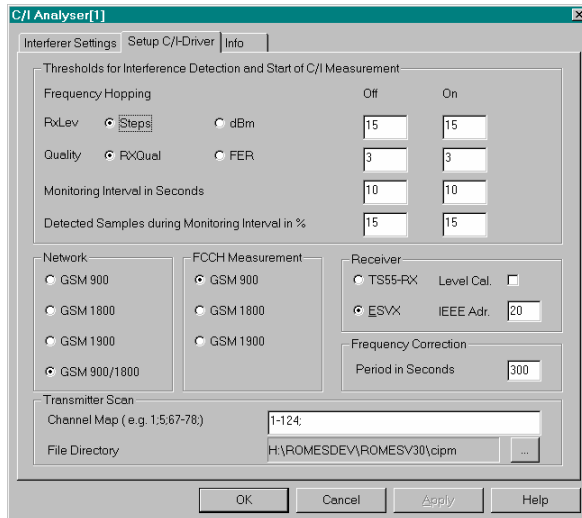 C/I Analyser[1]
Interferer Settings Setup C/I-Driver Info
Thresholds for Interference Detection and Start of C/I Measurement
Frequency Hopping Off On
RxLev Steps dBm 15 15
Quality RXQual FER 3 3
Monitoring Interval in Seconds 10 10
Detected Samples during Monitoring Interval in % 15 15
Network FCCH Measurement Receiver
GSM 900 GSM 900 TS55-RX Level Cal.
GSM 1800 GSM 1800 ESVX IEEE Adr. 20
GSM 1900 GSM 1900 Frequency Correction
GSM 900/1800 Period in Seconds 300
Transmitter Scan
Channel Map ( e.g. 1;5;67-78;) 1-124;
File Directory H:\ROMESDEV\ROMESV30\cipm ...
OK Cancel Apply Help